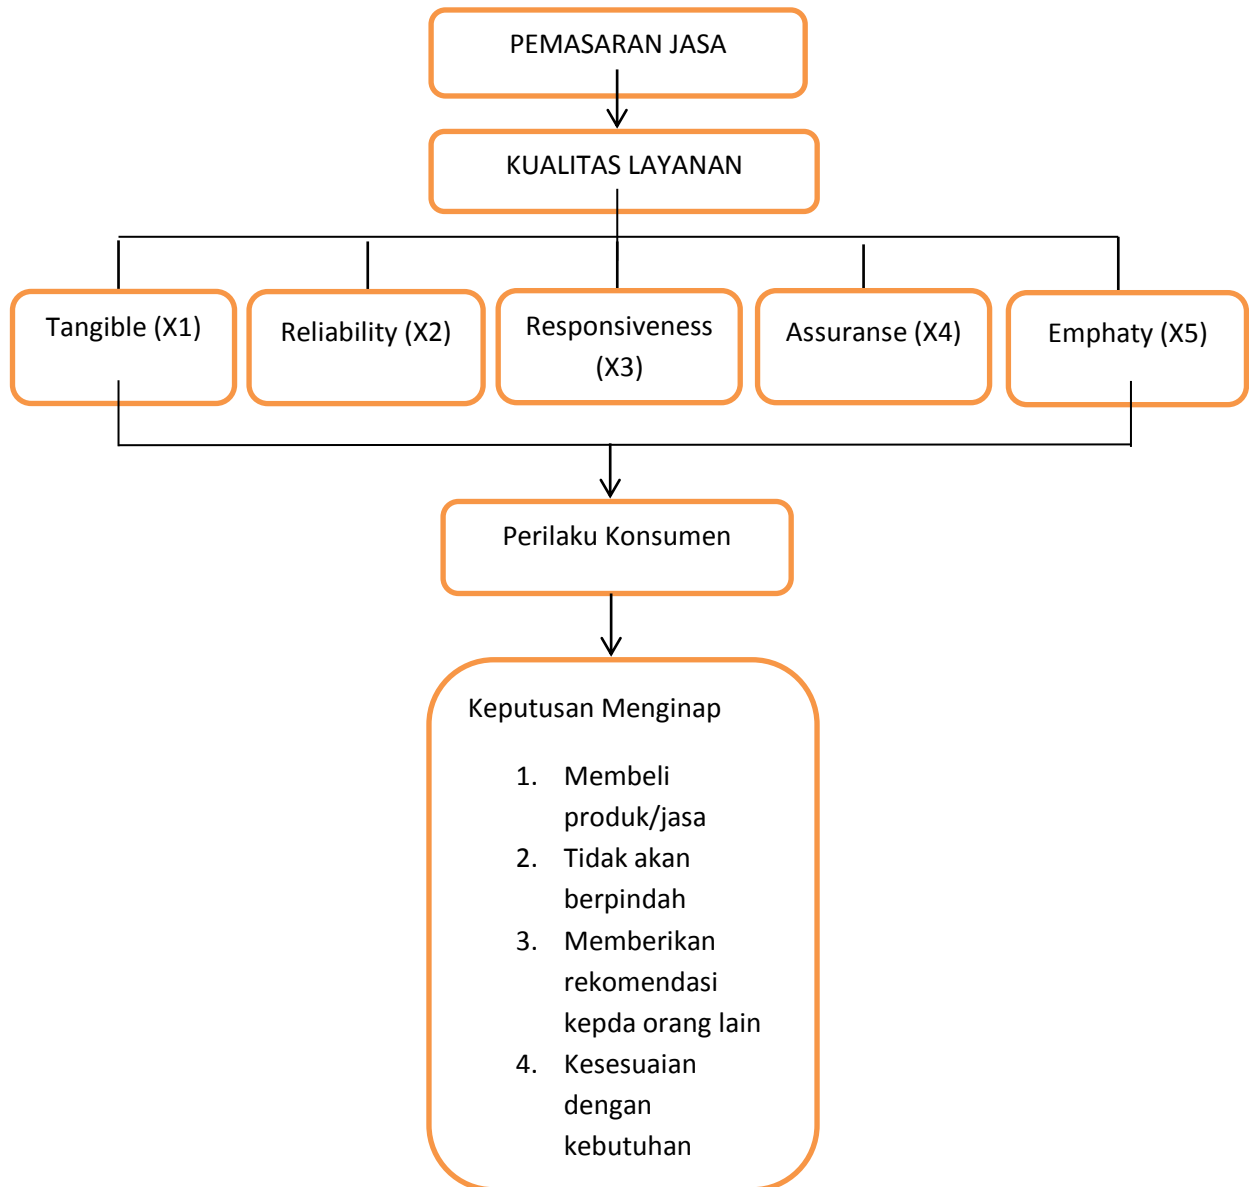 PEMASARAN JASA
KUALITAS LAYANAN
Tangible (X1)
Reliability (X2)
Responsiveness
(X3)
Assuranse (X4)
Emphaty (X5)
Perilaku Konsumen
Keputusan Menginap
1. Membeli
produk/jasa
2. Tidak akan
berpindah
3. Memberikan
rekomendasi
kepda orang lain
4. Kesesuaian
dengan
kebutuhan